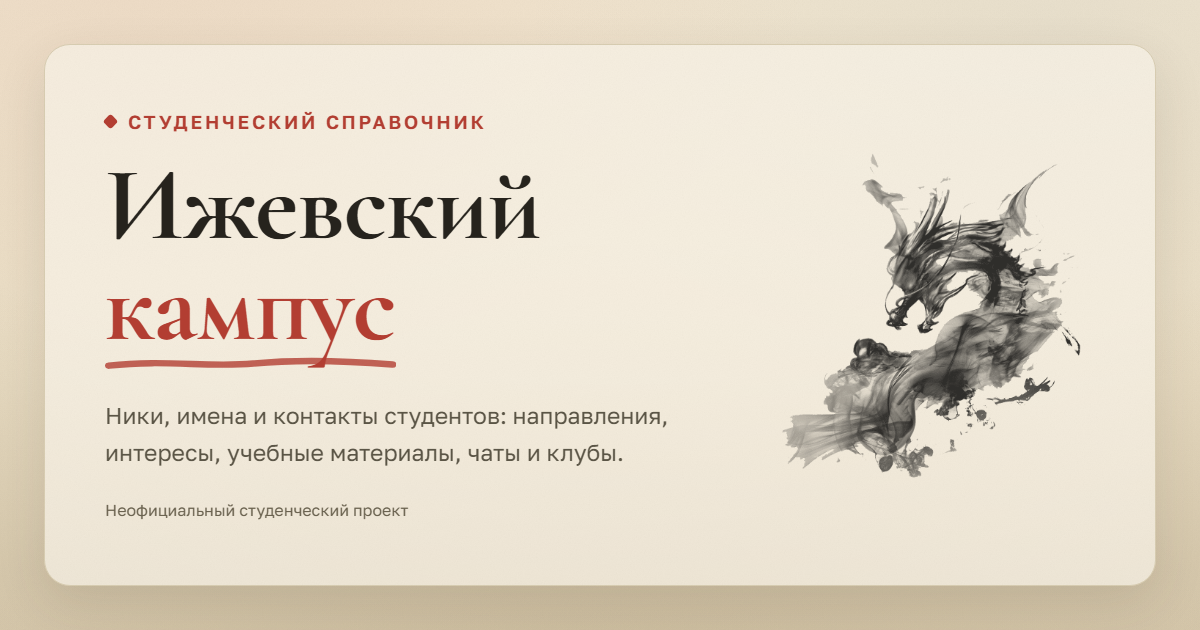 СТУДЕНЧЕСКИЙ СПРАВОЧНИК
Ижевский
кампус
Ники, имена и контакты студентов: направления,
интересы, учебные материалы, чаты и клубы.
Неофициальный студенческий проект